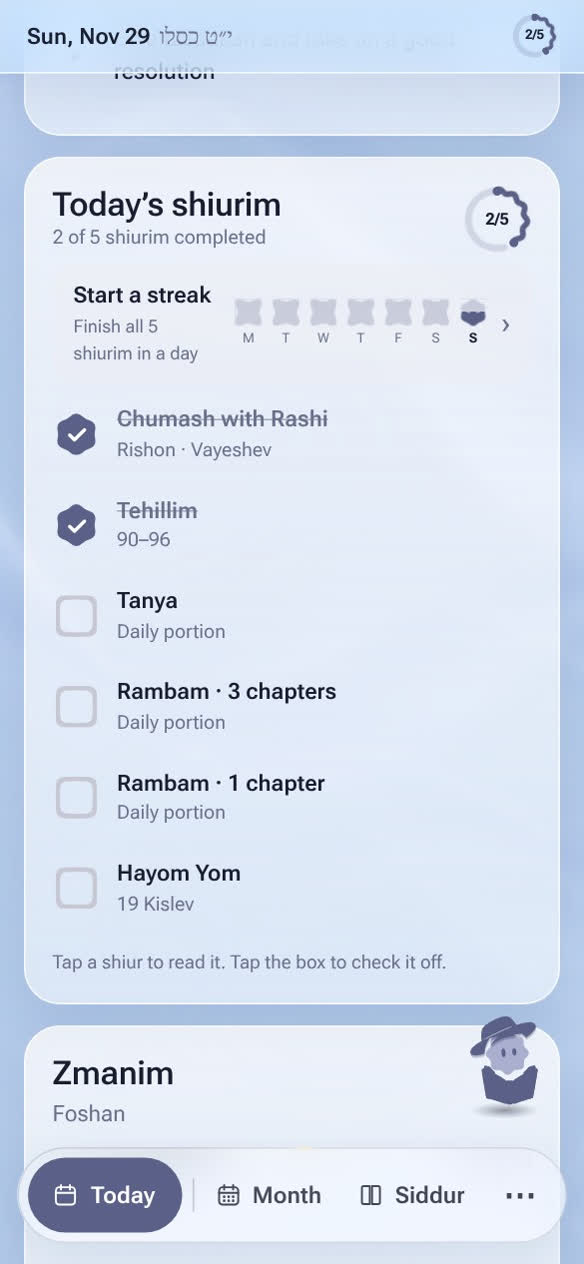 Sun, Nov 29 י״ט כסלו
2/5
resolution
Today's shiurim
2 of 5 shiurim completed
2/5
Start a streak
Finish all 5
shiurim in a day
M T W T F S S
Chumash with Rashi
Rishon · Vayeshev
Tehillim
90–96
Tanya
Daily portion
Rambam · 3 chapters
Daily portion
Rambam · 1 chapter
Daily portion
Hayom Yom
19 Kislev
Tap a shiur to read it. Tap the box to check it off.
Zmanim
Foshan
Today
Month
Siddur